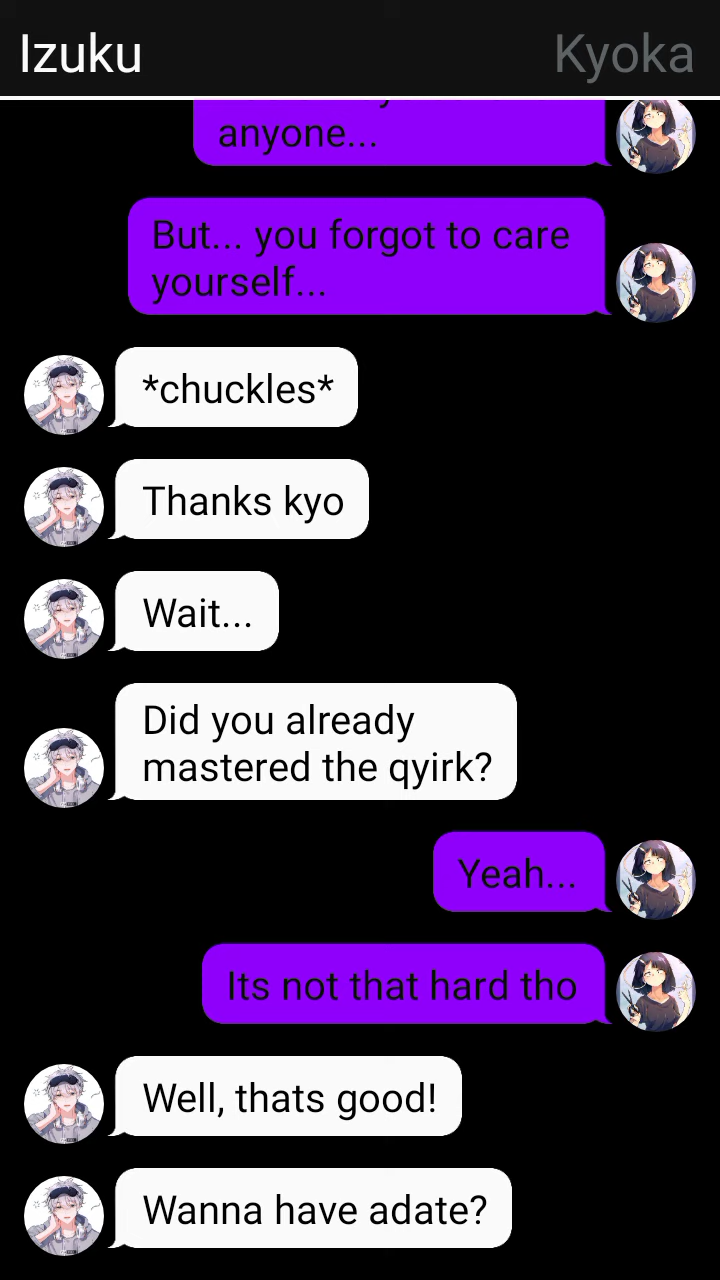 Izuku
Kyoka
anyone...
But... you forgot to care
yourself...
*chuckles*
Thanks kyo
Wait...
Did you already
mastered the qyirk?
Yeah...
Its not that hard tho
Well, thats good!
Wanna have adate?